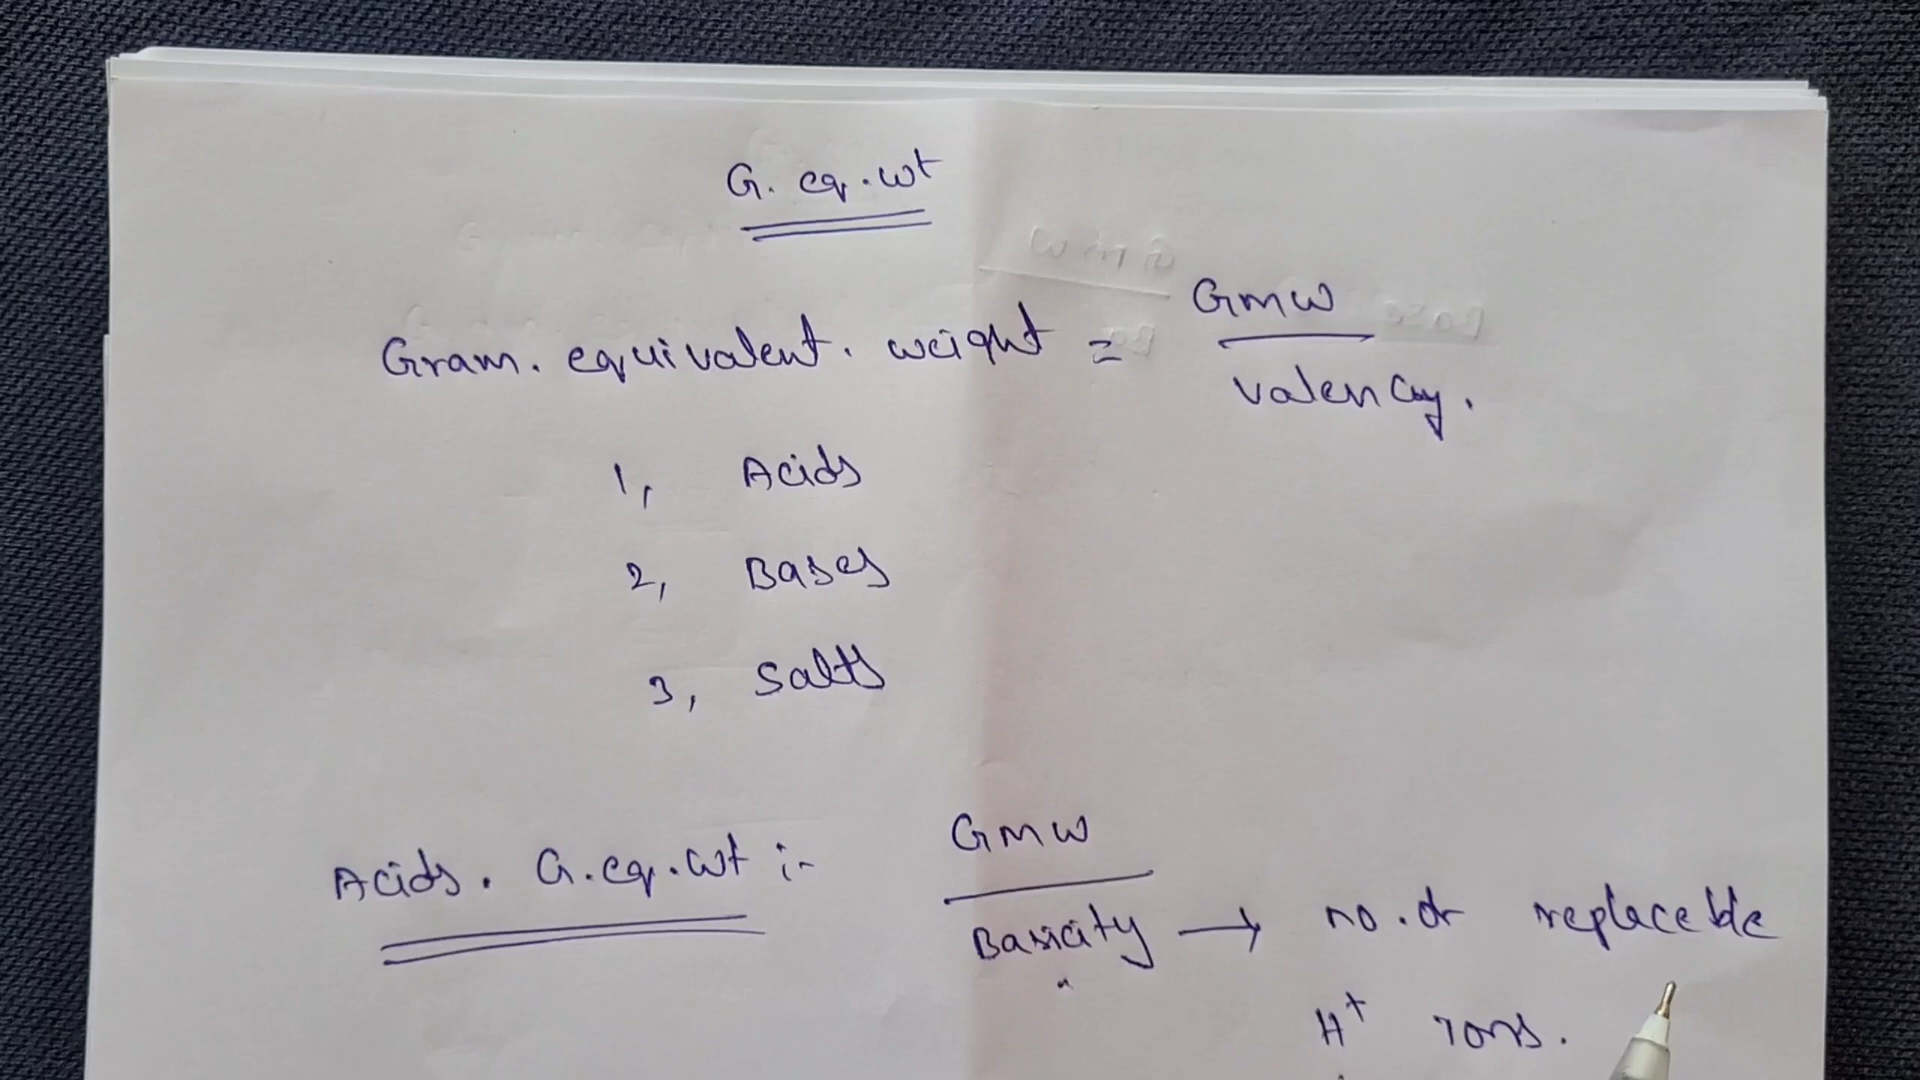 G. eq. wt
Gram. equivalent. weight = GMW / valency.
1, Acids
2, Bases
3, Salts
Acids. G.eq.wt :- GMW / Basicity → no. of replaceble
H+ ions.